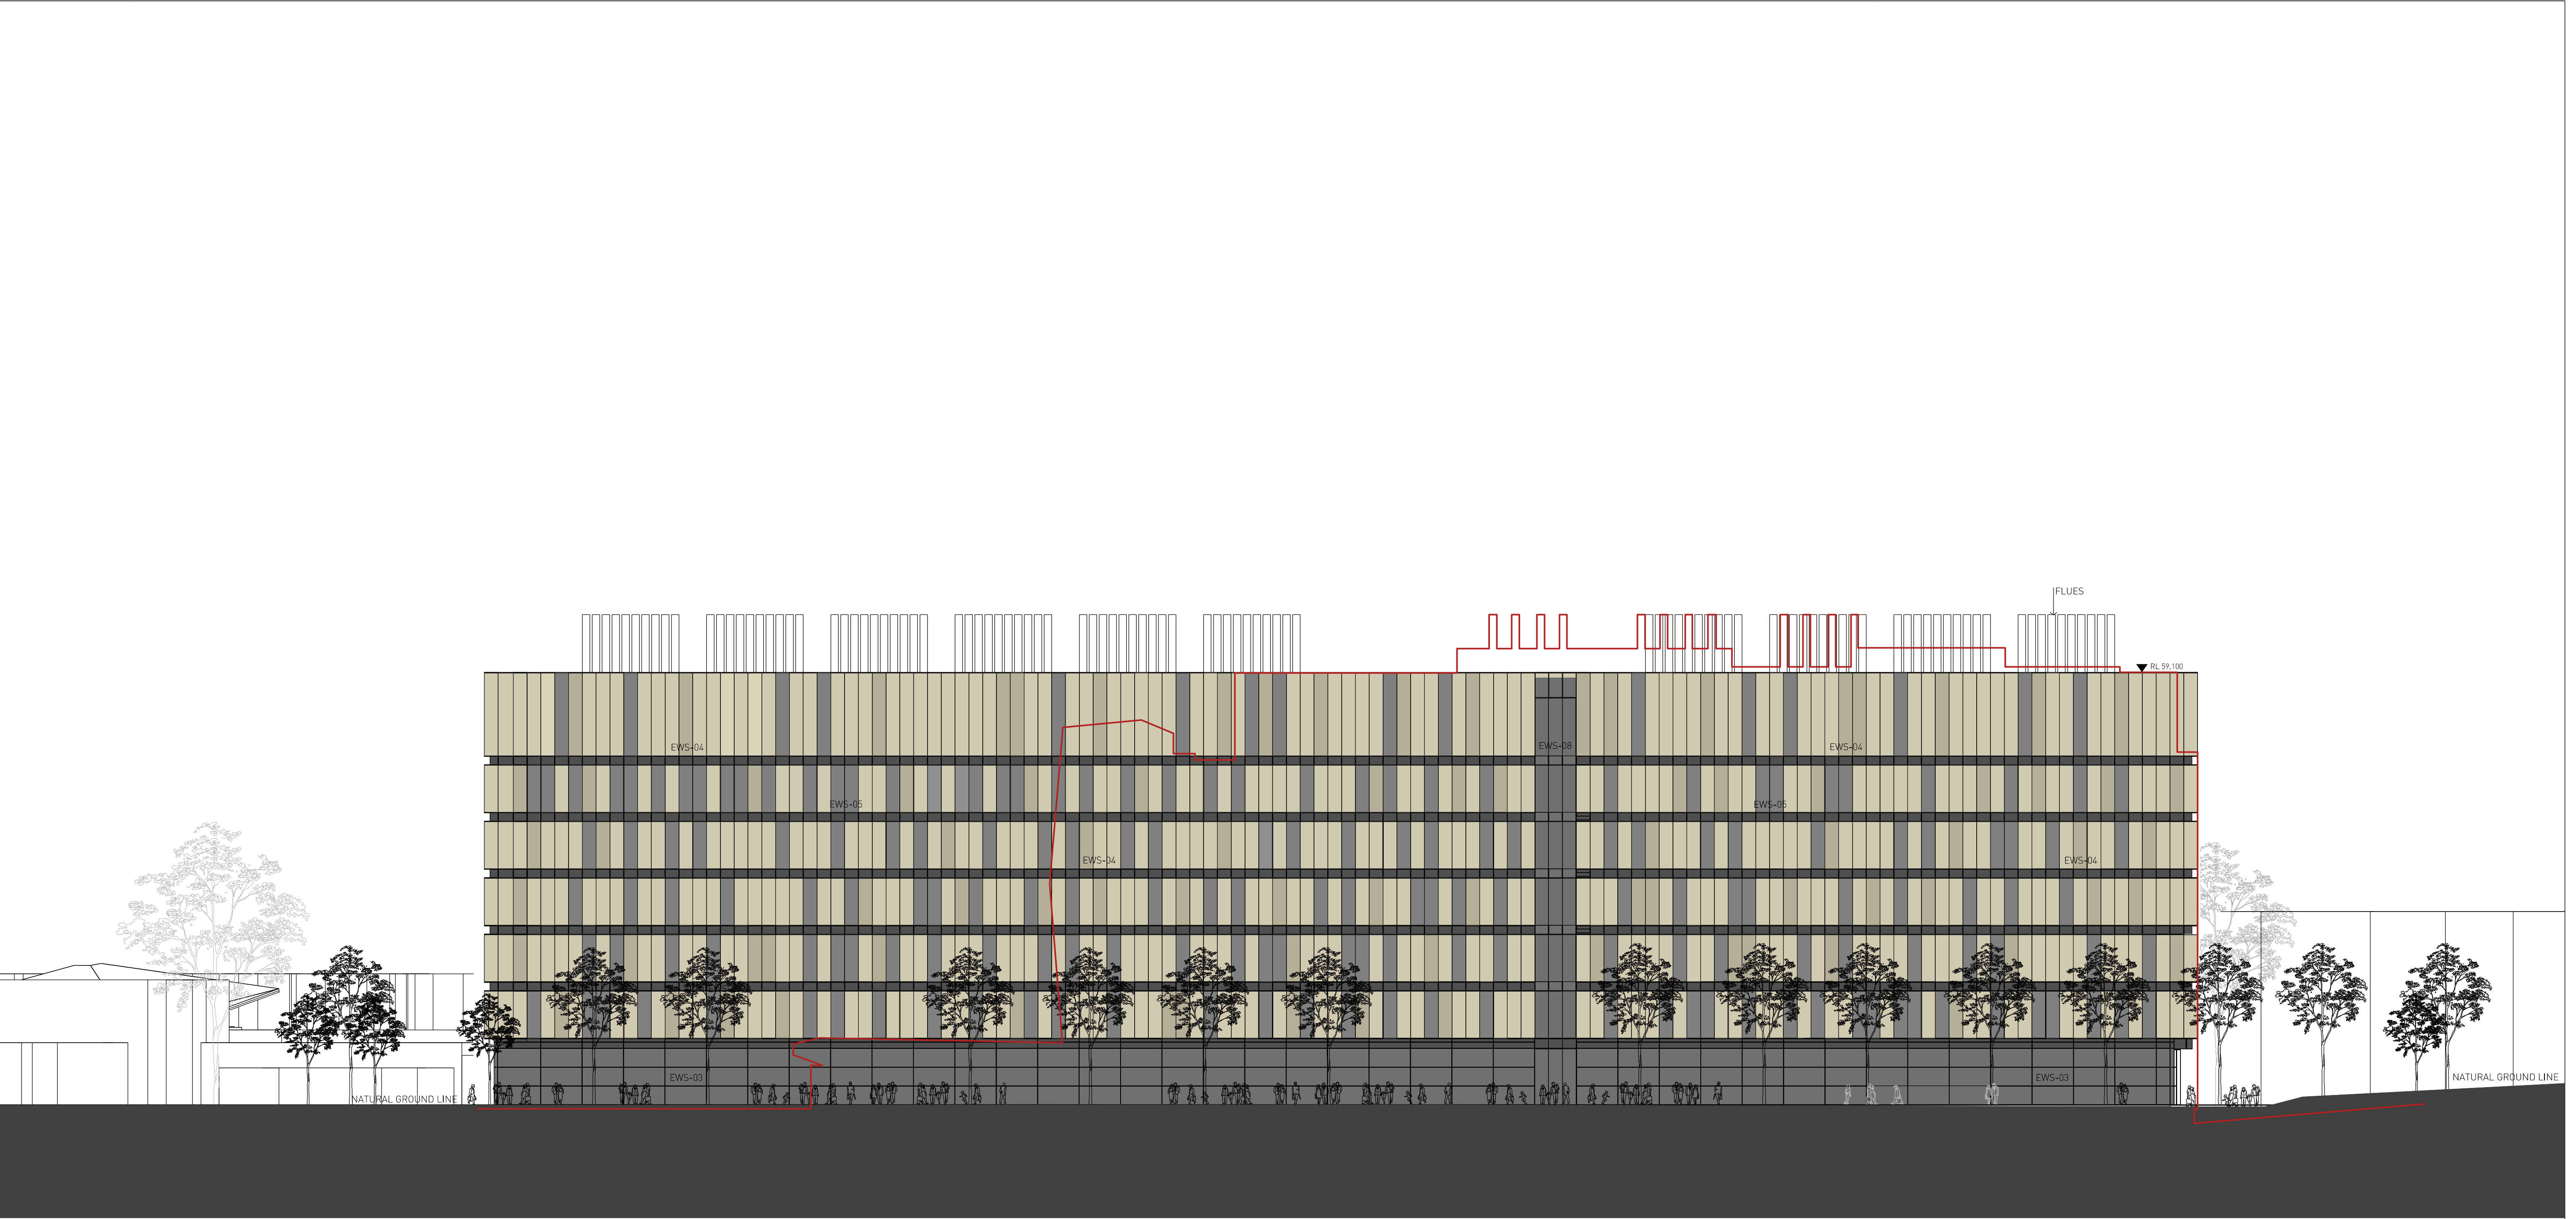 FLUES
RL 59,100
EWS-04
EWS-08
EWS-04
EWS-05
EWS-05
EWS-04
EWS-04
EWS-03
EWS-03
NATURAL GROUND LINE
NATURAL GROUND LINE